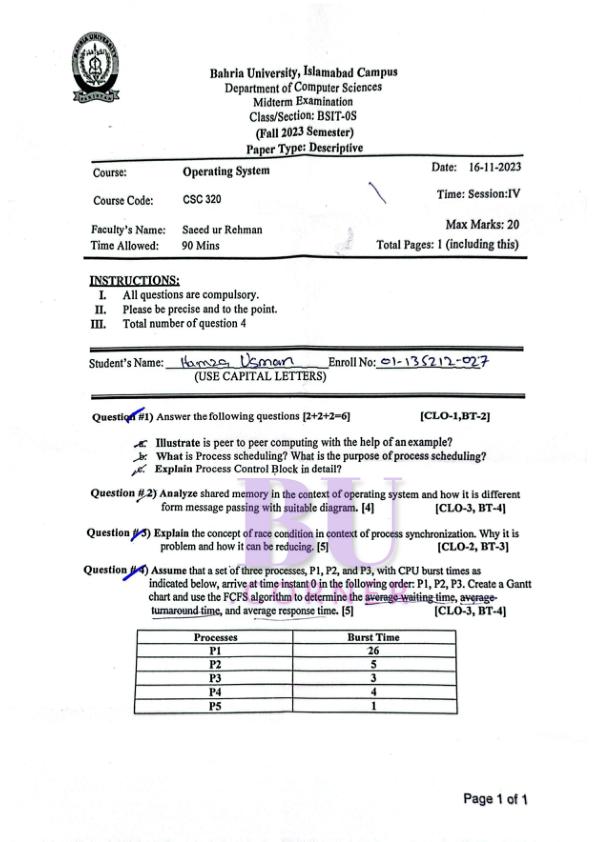 BAHRIA UNIVERSITY
PAKISTAN
Bahria University, Islamabad Campus
Department of Computer Sciences
Midterm Examination
Class/Section: BSIT-0S
(Fall 2023 Semester)
Paper Type: Descriptive
Course: Operating System Date: 16-11-2023
Course Code: CSC 320 Time: Session:IV
Faculty's Name: Saeed ur Rehman Max Marks: 20
Time Allowed: 90 Mins Total Pages: 1 (including this)
INSTRUCTIONS:
I. All questions are compulsory.
II. Please be precise and to the point.
III. Total number of question 4
Student's Name: Hamza Usman Enroll No: 01-135212-027
(USE CAPITAL LETTERS)
Question #1) Answer the following questions [2+2+2=6] [CLO-1,BT-2]
a. Illustrate is peer to peer computing with the help of an example?
b. What is Process scheduling? What is the purpose of process scheduling?
c. Explain Process Control Block in detail?
Question # 2) Analyze shared memory in the context of operating system and how it is different
form message passing with suitable diagram. [4] [CLO-3, BT-4]
Question # 3) Explain the concept of race condition in context of process synchronization. Why it is
problem and how it can be reducing. [5] [CLO-2, BT-3]
Question # 4) Assume that a set of three processes, P1, P2, and P3, with CPU burst times as
indicated below, arrive at time instant 0 in the following order: P1, P2, P3. Create a Gantt
chart and use the FCFS algorithm to determine the average waiting time, average
turnaround time, and average response time. [5] [CLO-3, BT-4]
BU
CORNER
Processes Burst Time
P1 26
P2 5
P3 3
P4 4
P5 1
Page 1 of 1